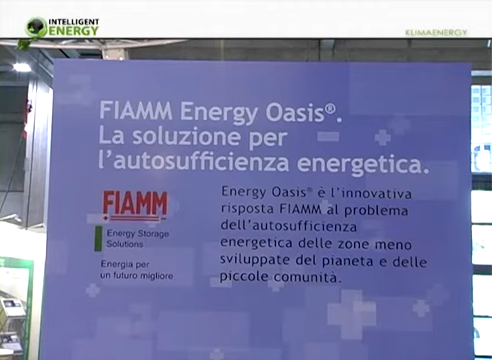 INTELLIGENT
ENERGY
KLIMAENERGY
FIAMM Energy Oasis®.
La soluzione per
l'autosufficienza energetica.
FIAMM
Energy Storage
Solutions
Energia per
un futuro migliore
Energy Oasis® è l'innovativa
risposta FIAMM al problema
dell'autosufficienza
energetica delle zone meno
sviluppate del pianeta e delle
piccole comunità.